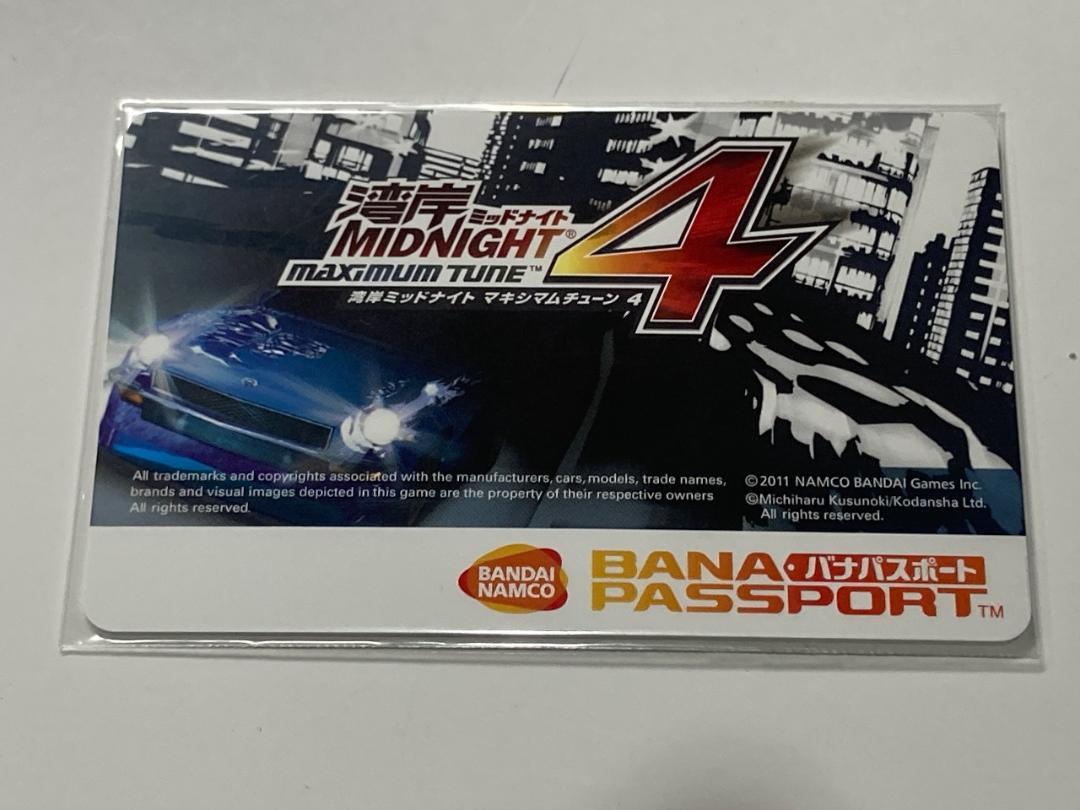 湾岸ミッドナイト
MIDNIGHT®
MAXIMUM TUNE™ 4
湾岸ミッドナイト マキシマムチューン 4
All trademarks and copyrights associated with the manufacturers, cars, models, trade names,
brands and visual images depicted in this game are the property of their respective owners
All rights reserved.
©2011 NAMCO BANDAI Games Inc.
©Michiharu Kusunoki/Kodansha Ltd.
All rights reserved.
BANDAI
NAMCO
BANA バナパスポート
PASSPORT™